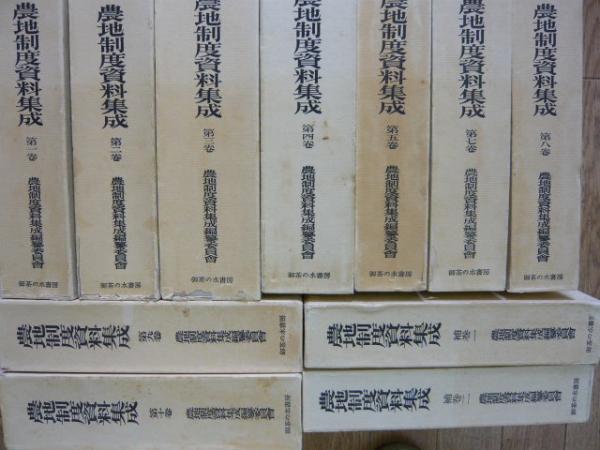 農地制度資料集成
第一巻
農地制度資料集成編纂委員會
御茶の水書房
農地制度資料集成
第二巻
農地制度資料集成編纂委員會
御茶の水書房
農地制度資料集成
第三巻
農地制度資料集成編纂委員會
御茶の水書房
農地制度資料集成
第四巻
農地制度資料集成編纂委員會
御茶の水書房
農地制度資料集成
第五巻
農地制度資料集成編纂委員會
御茶の水書房
農地制度資料集成
第七巻
農地制度資料集成編纂委員會
御茶の水書房
農地制度資料集成
第八巻
農地制度資料集成編纂委員會
御茶の水書房
農地制度資料集成
第九巻
農地制度資料集成編纂委員會
御茶の水書房
農地制度資料集成
補巻一
農地制度資料集成編纂委員會
御茶の水書房
農地制度資料集成
第十巻
農地制度資料集成編纂委員會
御茶の水書房
農地制度資料集成
補巻二
農地制度資料集成編纂委員會
御茶の水書房